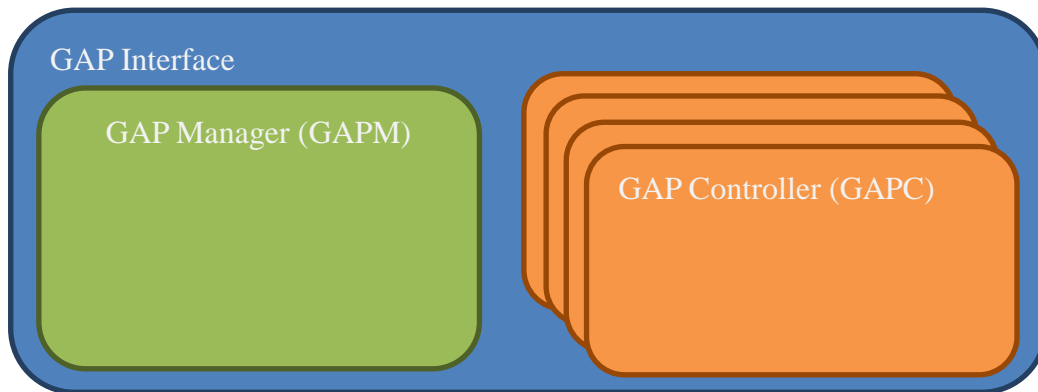 GAP Interface
GAP Manager (GAPM)
GAP Controller (GAPC)